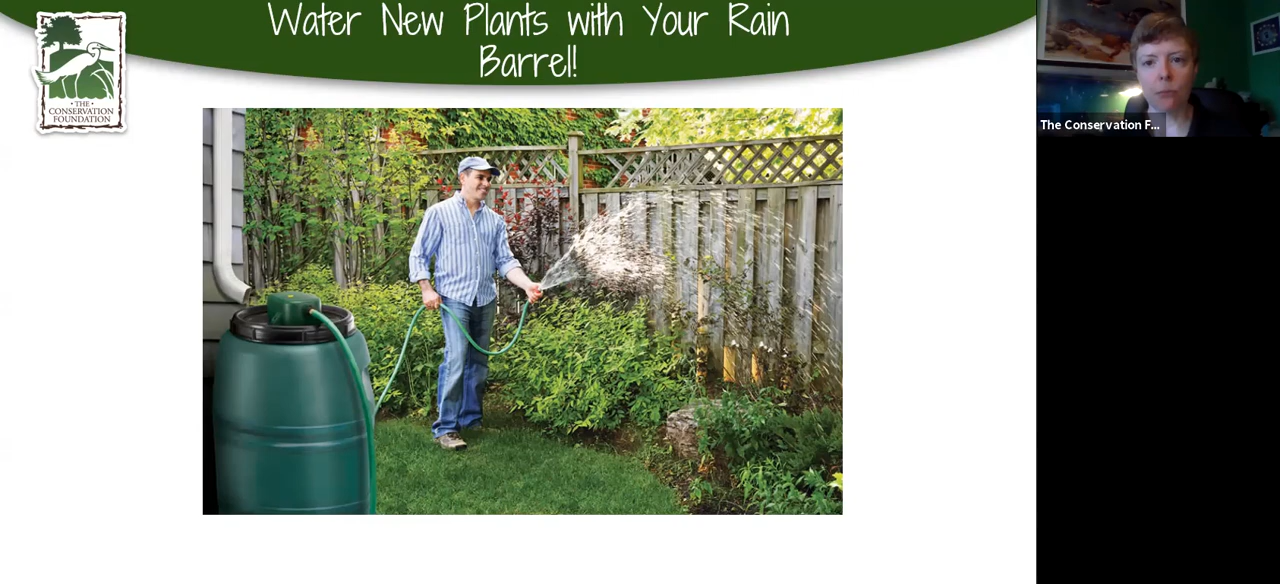 Water New Plants with Your Rain
Barrel!
• THE •
CONSERVATION
FOUNDATION
The Conservation F...